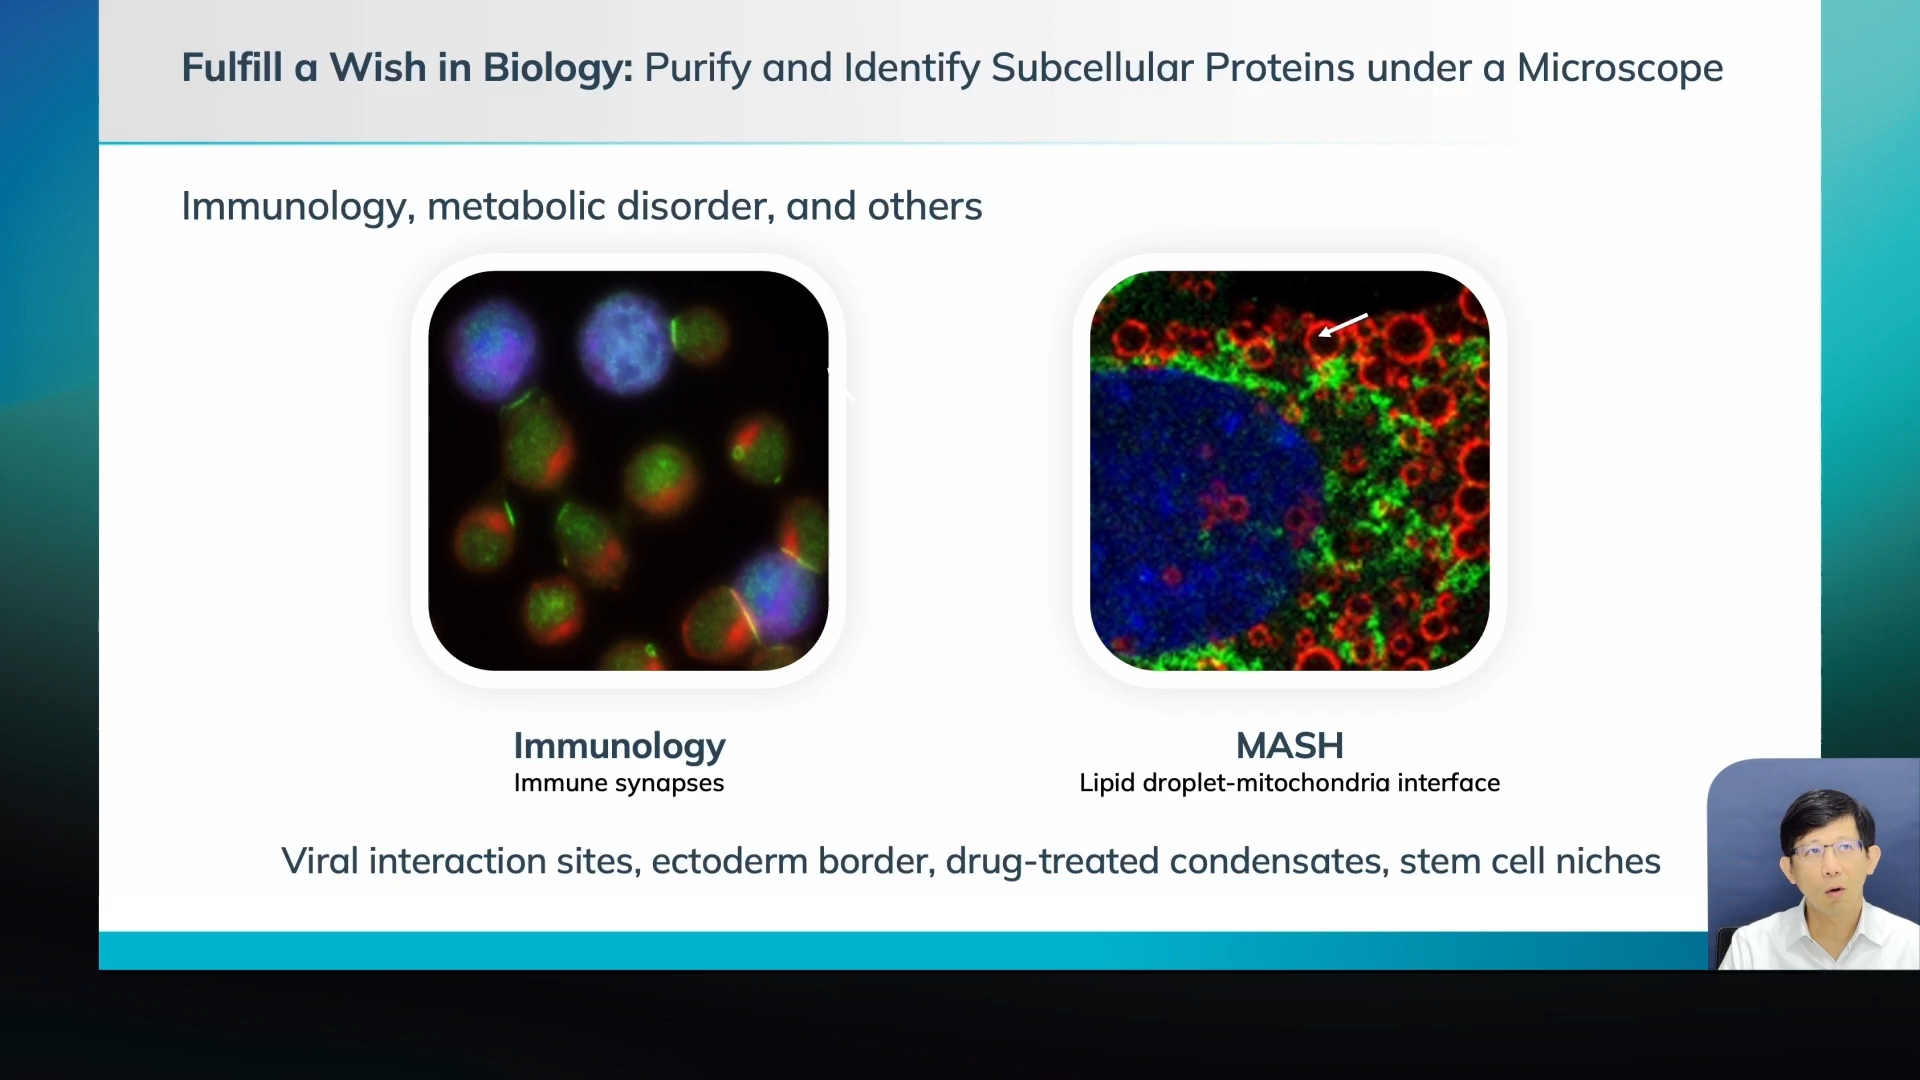 Fulfill a Wish in Biology: Purify and Identify Subcellular Proteins under a Microscope
Immunology, metabolic disorder, and others
Immunology
Immune synapses
MASH
Lipid droplet-mitochondria interface
Viral interaction sites, ectoderm border, drug-treated condensates, stem cell niches